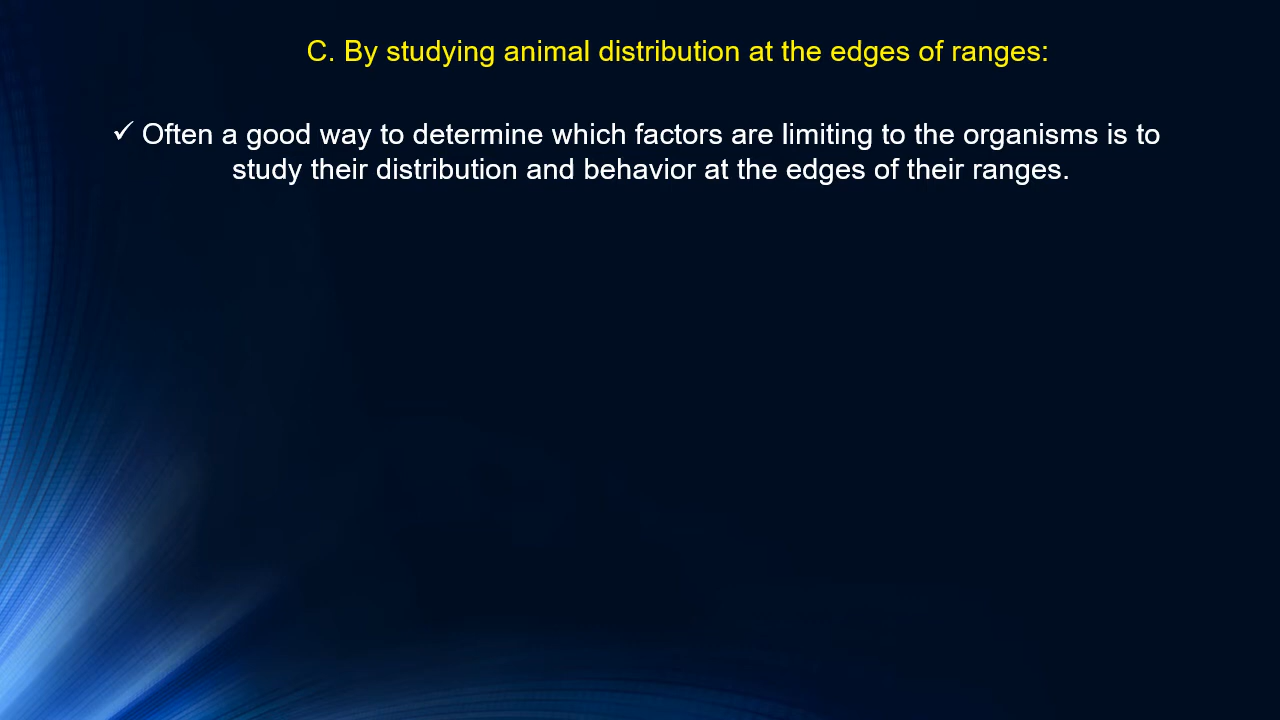 C. By studying animal distribution at the edges of ranges:
✓ Often a good way to determine which factors are limiting to the organisms is to
study their distribution and behavior at the edges of their ranges.